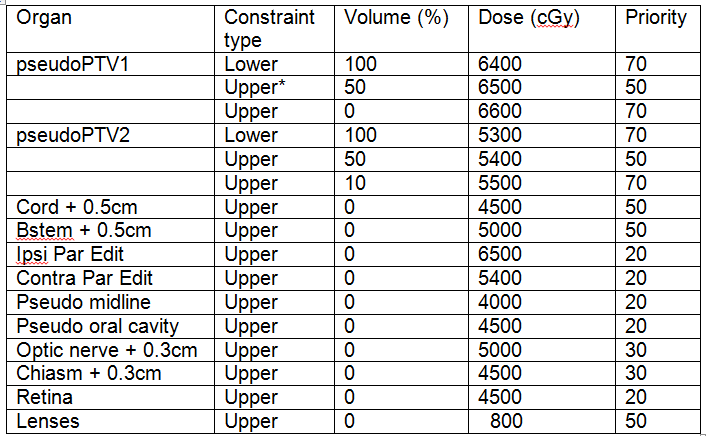 Organ Constraint type Volume (%) Dose (cGy) Priority
pseudoPTV1 Lower 100 6400 70
Upper* 50 6500 50
Upper 0 6600 70
pseudoPTV2 Lower 100 5300 70
Upper 50 5400 50
Upper 10 5500 70
Cord + 0.5cm Upper 0 4500 50
Bstem + 0.5cm Upper 0 5000 50
Ipsi Par Edit Upper 0 6500 20
Contra Par Edit Upper 0 5400 20
Pseudo midline Upper 0 4000 20
Pseudo oral cavity Upper 0 4500 20
Optic nerve + 0.3cm Upper 0 5000 30
Chiasm + 0.3cm Upper 0 4500 30
Retina Upper 0 4500 20
Lenses Upper 0 800 50